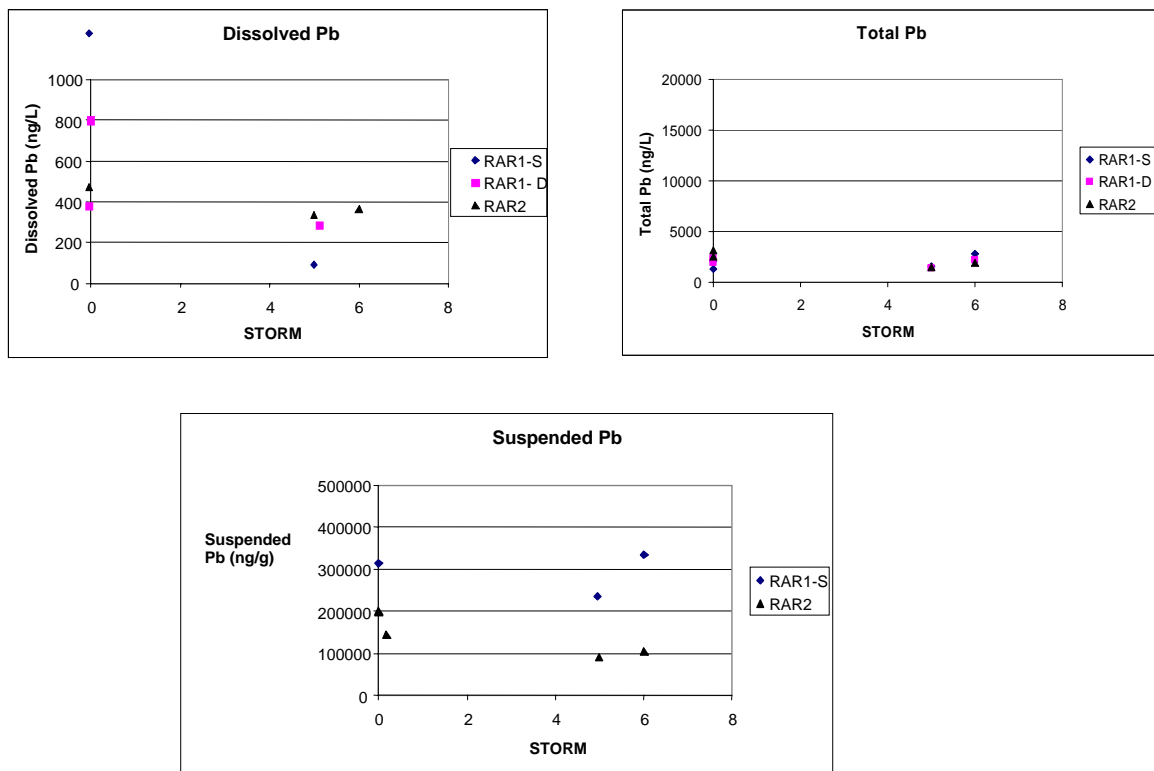 Dissolved Pb
1000
800
600
400
200
0
Dissolved Pb (ng/L)
0 2 4 6 8
STORM
RAR1-S
RAR1- D
RAR2
Total Pb
20000
15000
10000
5000
0
Total Pb (ng/L)
0 2 4 6 8
STORM
RAR1-S
RAR1-D
RAR2
Suspended Pb
Suspended
Pb (ng/g)
500000
400000
300000
200000
100000
0
0 2 4 6 8
STORM
RAR1-S
RAR2